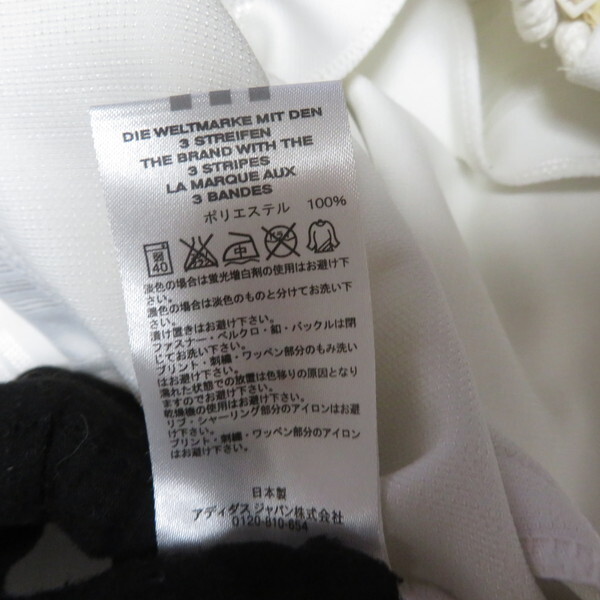 DIE WELTMARKE MIT DEN
3 STREIFEN
THE BRAND WITH THE
3 STRIPES
LA MARQUE AUX
3 BANDES
ポリエステル 100%
弱
40
中
淡色の場合は蛍光増白剤の使用はお避け下
さい。
濃色の場合は淡色のものと分けてお洗い下
さい。
漬け置きはお避け下さい。
ファスナー・ベルクロ・釦・バックルは閉
じてお洗い下さい。
プリント・刺繍・ワッペン部分のもみ洗い
はお避け下さい。
濡れた状態での放置は色移りの原因となり
ますのでお避け下さい。
乾燥機の使用はお避け下さい。
リブ・シャーリング部分のアイロンはお避
け下さい。
プリント・刺繍・ワッペン部分のアイロン
はお避け下さい。
日本製
アディダス ジャパン株式会社
0120-810-654